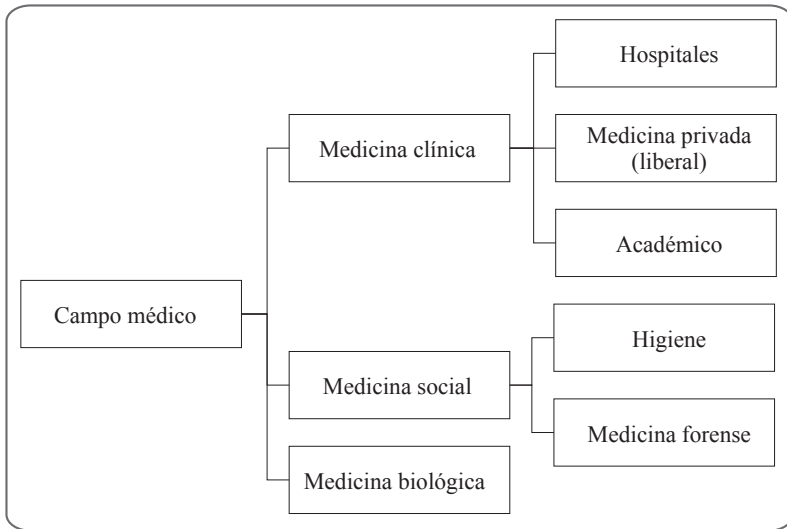 Campo médico
Medicina clínica
Hospitales
Medicina privada
(liberal)
Académico
Medicina social
Higiene
Medicina forense
Medicina biológica